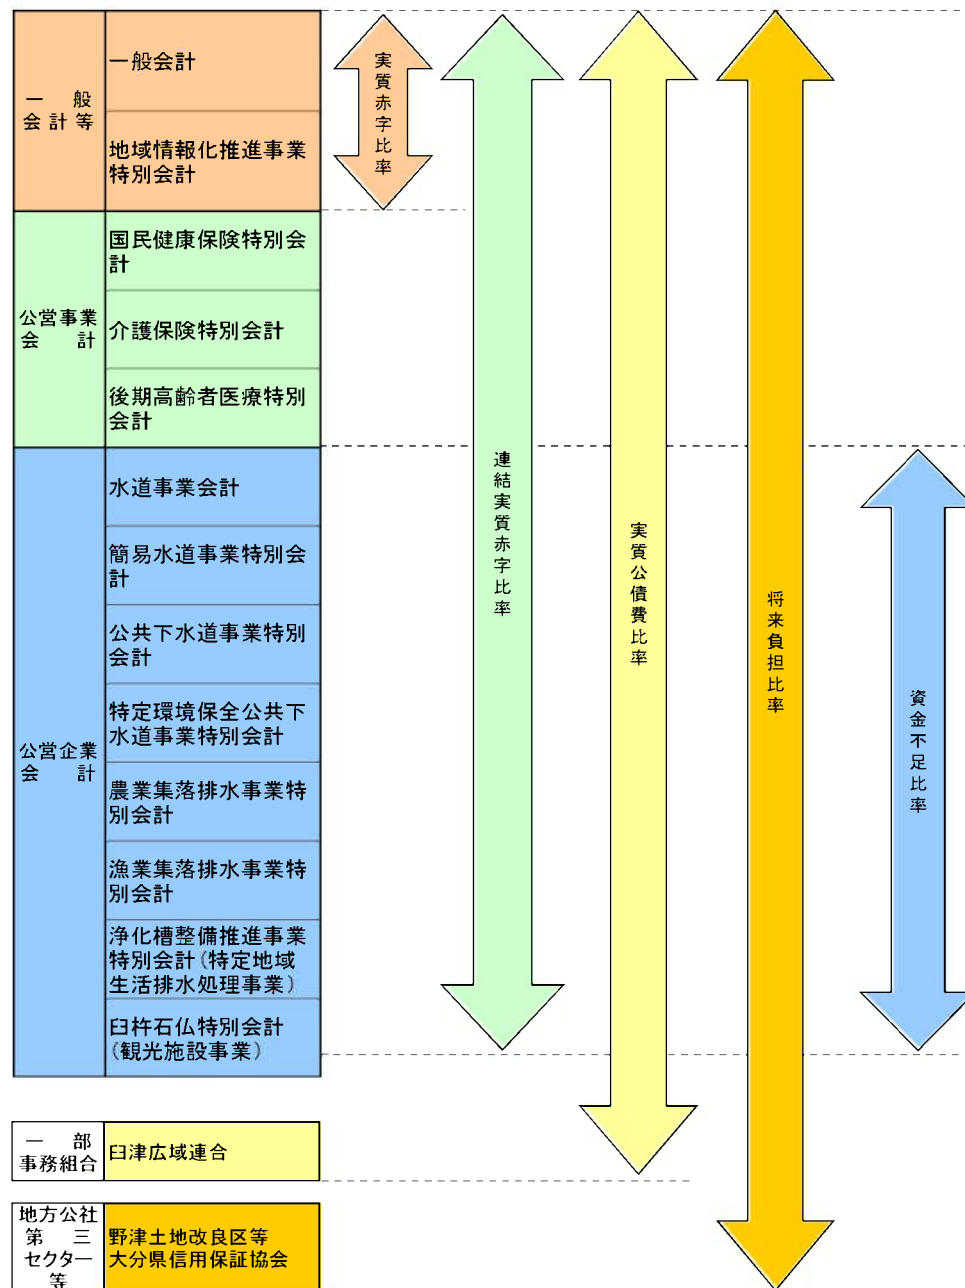 一般
会計等
一般会計
地域情報化推進事業
特別会計
公営事業
会計
国民健康保険特別会
計
介護保険特別会計
後期高齢者医療特別
会計
公営企業
会計
水道事業会計
簡易水道事業特別会
計
公共下水道事業特別
会計
特定環境保全公共下
水道事業特別会計
農業集落排水事業特
別会計
漁業集落排水事業特
別会計
浄化槽整備推進事業
特別会計(特定地域
生活排水処理事業)
臼杵石仏特別会計
(観光施設事業)
一部
事務組合
臼津広域連合
地方公社
第三
セクター
等
野津土地改良区等
大分県信用保証協会
実質赤字比率
連結実質赤字比率
実質公債費比率
将来負担比率
資金不足比率